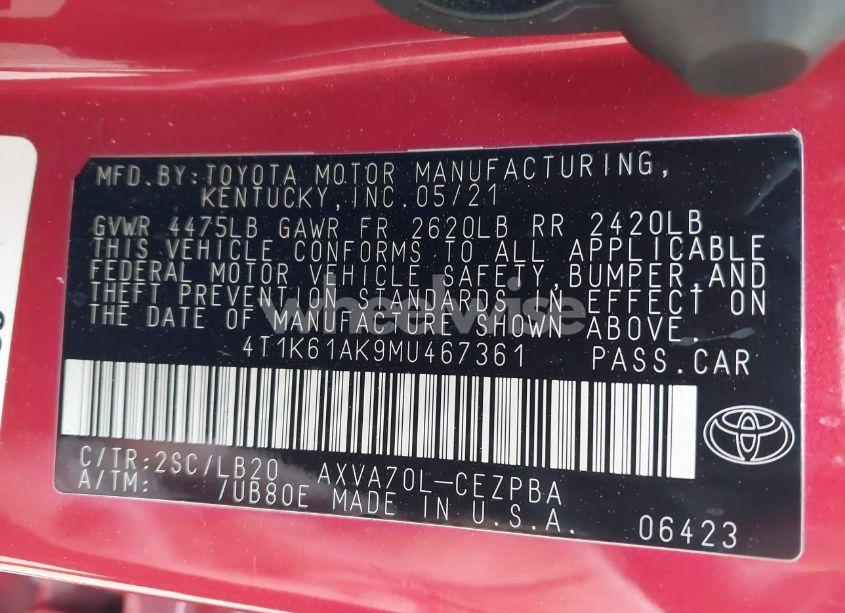 MFD.BY:TOYOTA MOTOR MANUFACTURING,
KENTUCKY,INC.05/21
GVWR 4475LB GAWR FR 2620LB RR 2420LB
THIS VEHICLE CONFORMS TO ALL APPLICABLE
FEDERAL MOTOR VEHICLE SAFETY,BUMPER,AND
THEFT PREVENTION STANDARDS IN EFFECT ON
THE DATE OF MANUFACTURE SHOWN ABOVE.
wheelwise
4T1K61AK9MU467361 PASS.CAR
C/TR:2SC/LB20 AXVA70L-CEZPBA
A/TM: /UB80E MADE IN U.S.A. 06423